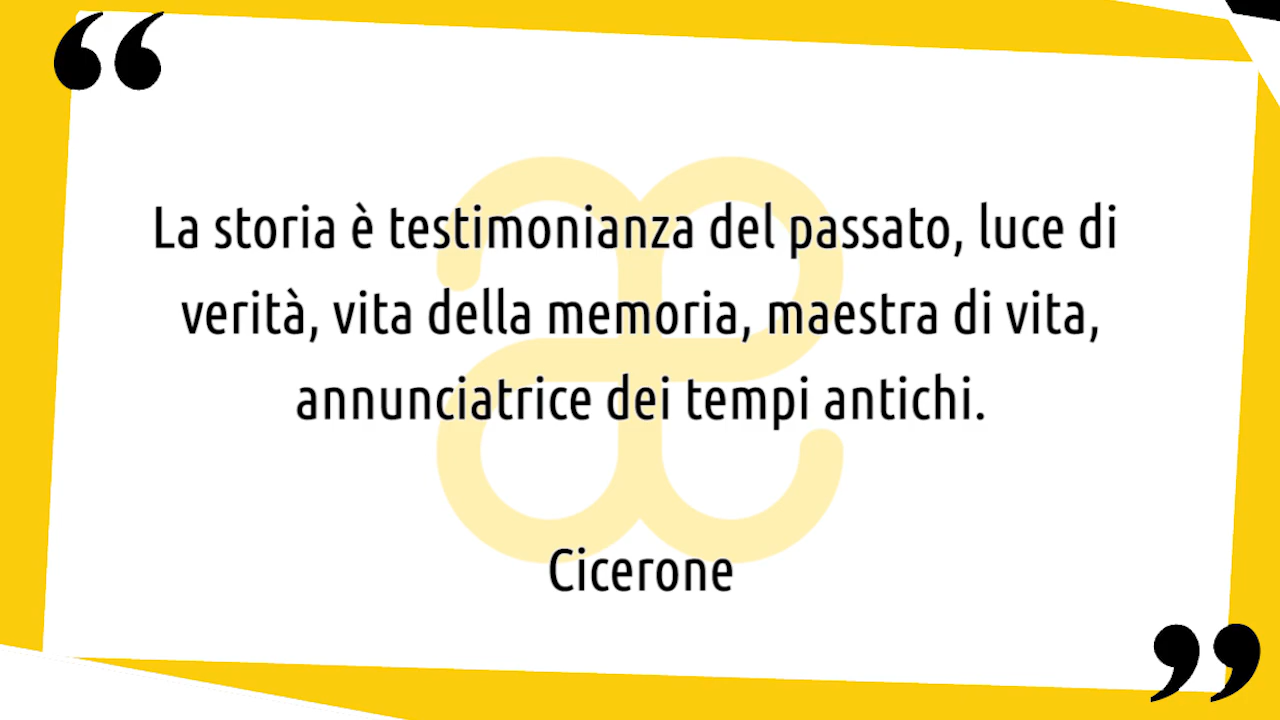 “
La storia è testimonianza del passato, luce di
verità, vita della memoria, maestra di vita,
annunciatrice dei tempi antichi.
Cicerone
”